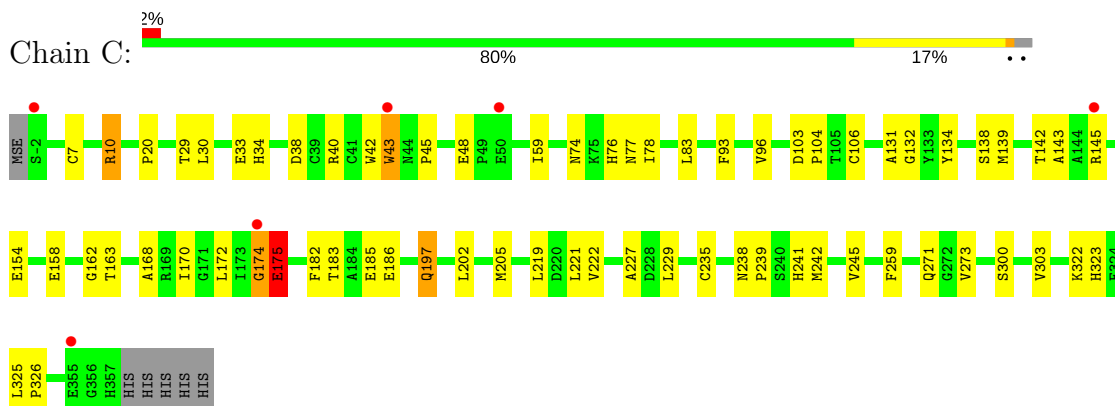 2%
Chain C:
80% 17% • •
MSE S-2 C7 R10 P20 T29 L30 E33 H34 D38 C39 R40 C41 W42 W43 N44 P45 E48 P49 E50 I59 N74 K75 H76 N77 I78 L83 F93 V96 D103 P104 T105 C106 A131 G132 Y133 Y134 S138 M139 T142 A143 A144 R145
E154 E158 G162 T163 A168 R169 I170 G171 L172 I173 G174 E175 F182 T183 A184 E185 E186 Q197 L202 M205 L219 D220 L221 V222 A227 D228 L229 C235 N238 P239 S240 H241 M242 V245 F259 Q271 G272 V273 S300 V303 K322 H323 E324
L325 P326 E355 G356 H357 HIS HIS HIS HIS HIS